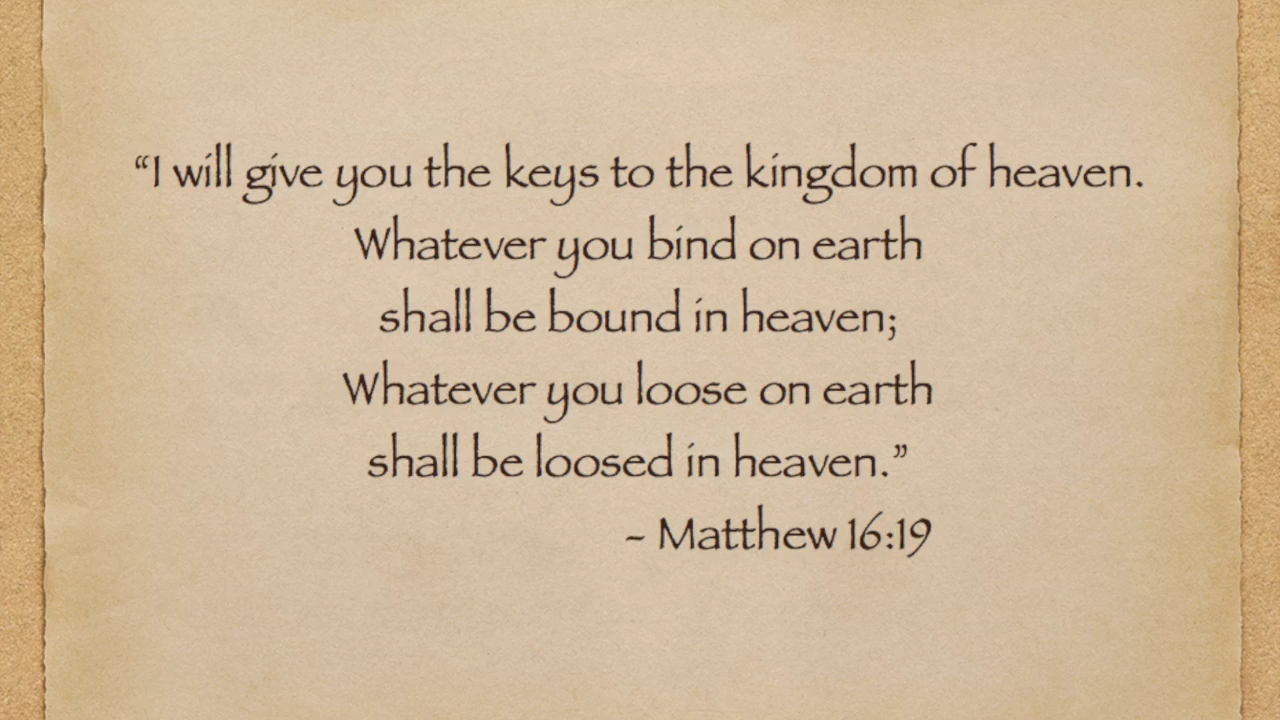 “I will give you the keys to the kingdom of heaven.
Whatever you bind on earth
shall be bound in heaven;
Whatever you loose on earth
shall be loosed in heaven.”
– Matthew 16:19